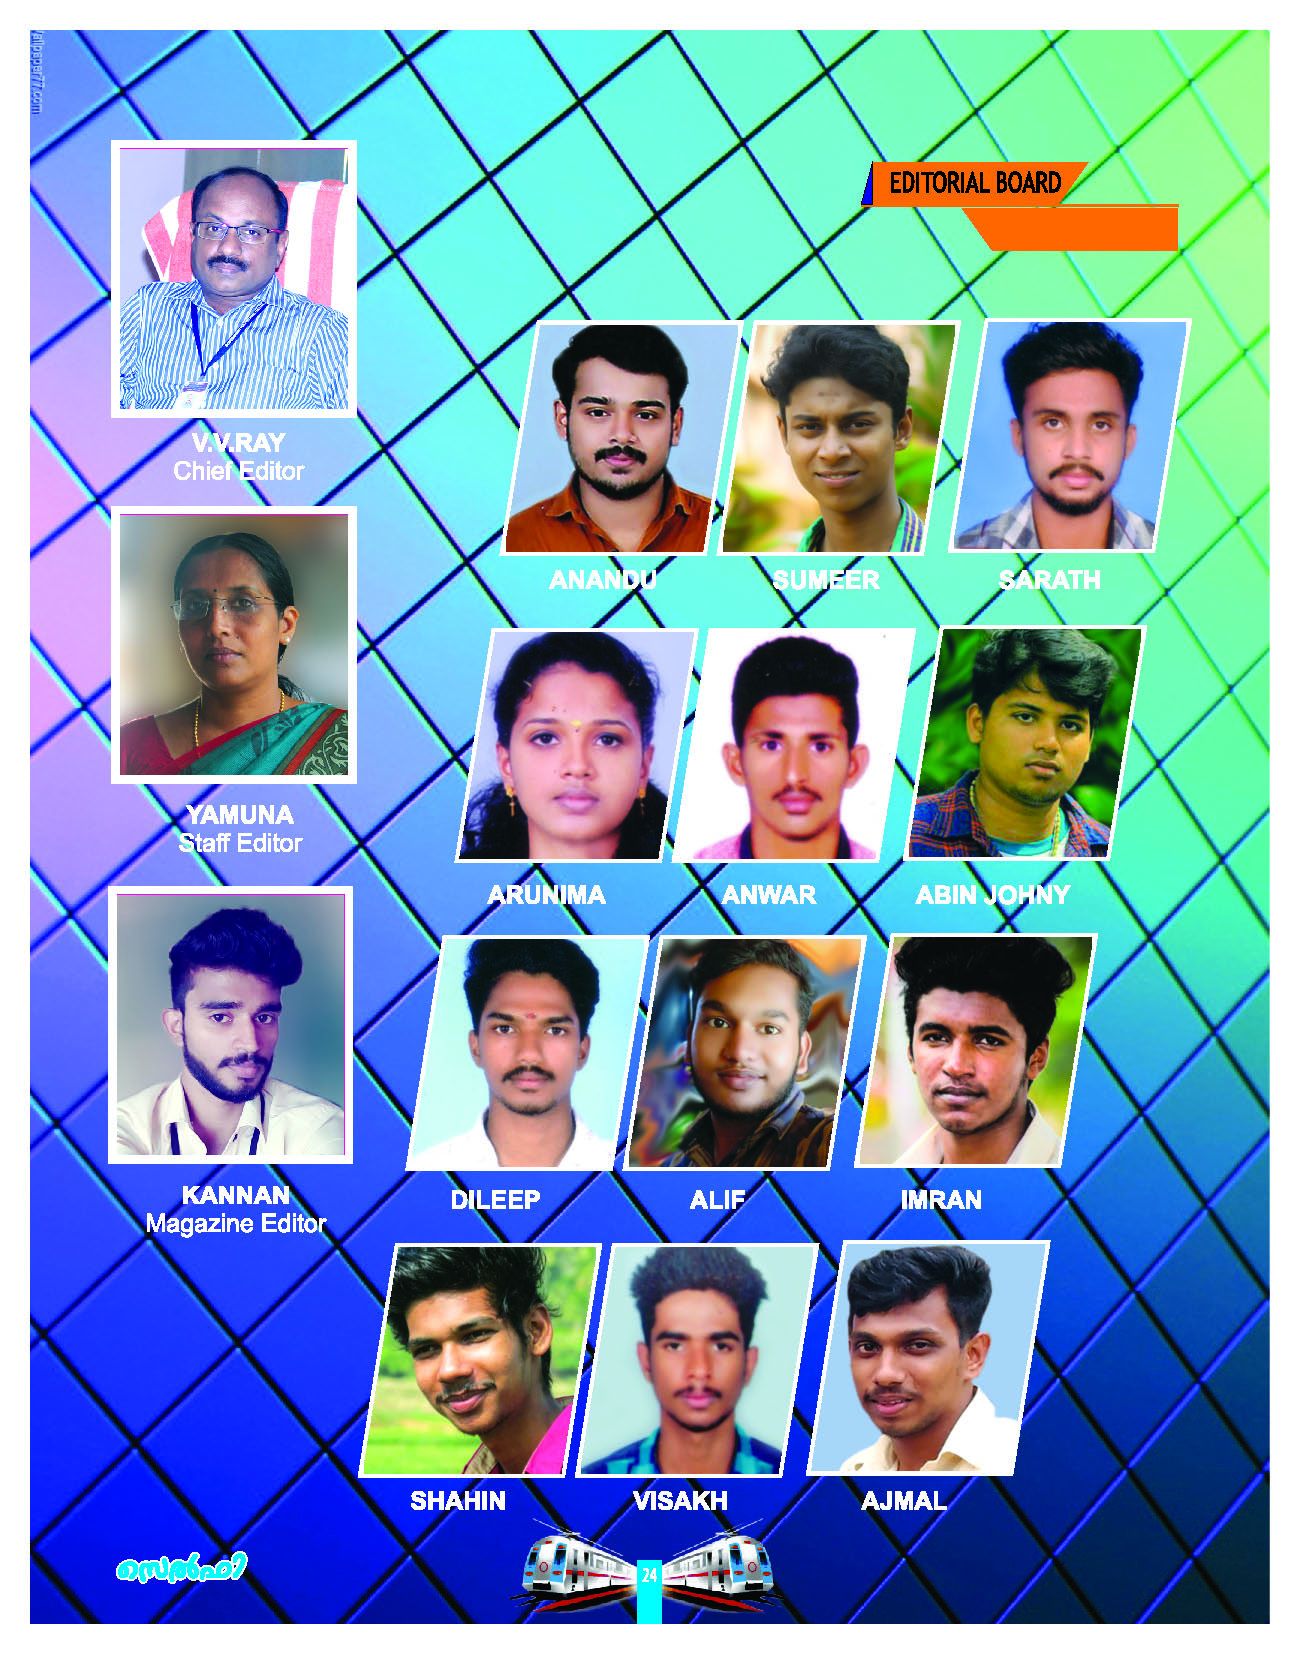 EDITORIAL BOARD
V.V.RAY
Chief Editor
YAMUNA
Staff Editor
KANNAN
Magazine Editor
ANANDU SUMEER SARATH
ARUNIMA ANWAR ABIN JOHNY
DILEEP ALIF IMRAN
SHAHIN VISAKH AJMAL
സെൽഫി
24